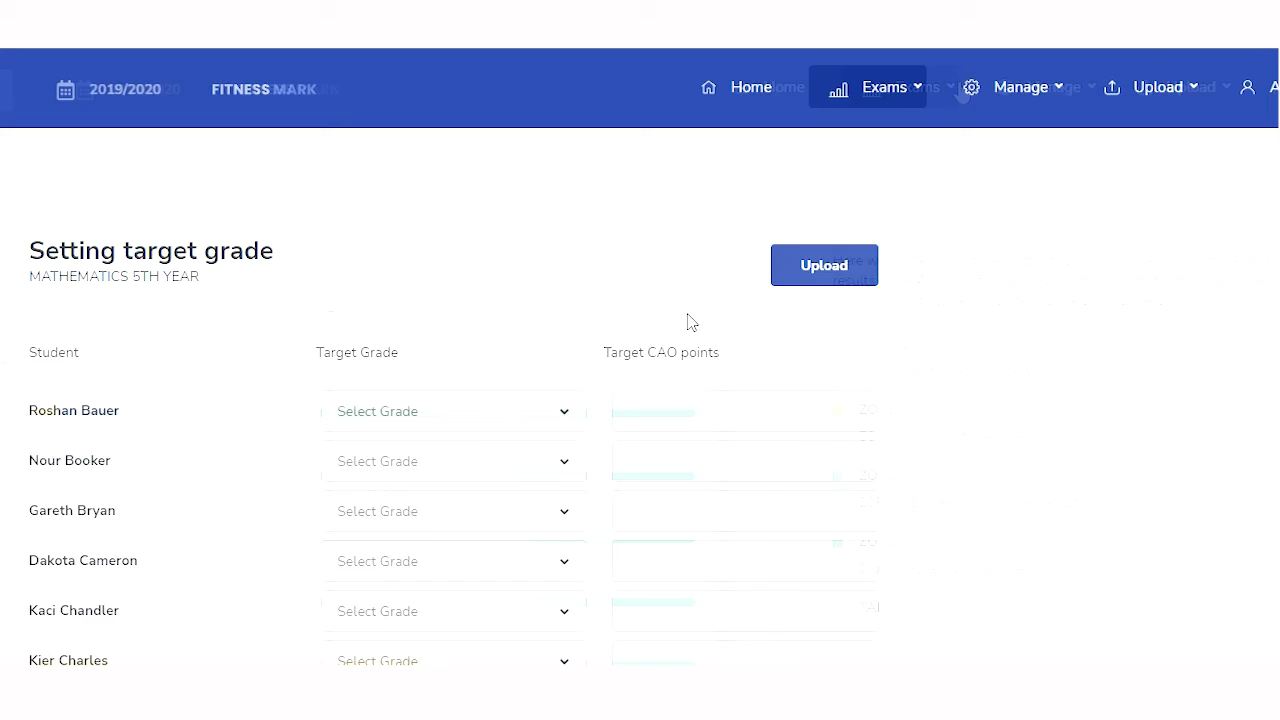 2019/2020 FITNESS MARK Home Exams Manage Upload A
Setting target grade
Upload
MATHEMATICS 5TH YEAR
Student Target Grade Target CAO points
Roshan Bauer Select Grade
Nour Booker Select Grade
Gareth Bryan Select Grade
Dakota Cameron Select Grade
Kaci Chandler Select Grade
Kier Charles Select Grade